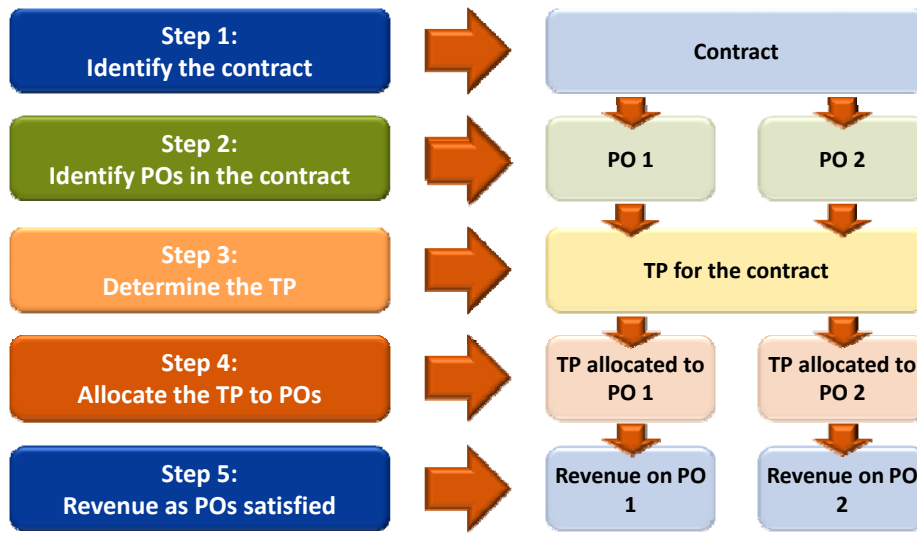 Step 1:
Identify the contract
Contract
Step 2:
Identify POs in the contract
PO 1
PO 2
Step 3:
Determine the TP
TP for the contract
Step 4:
Allocate the TP to POs
TP allocated to
PO 1
TP allocated to
PO 2
Step 5:
Revenue as POs satisfied
Revenue on PO
1
Revenue on PO
2